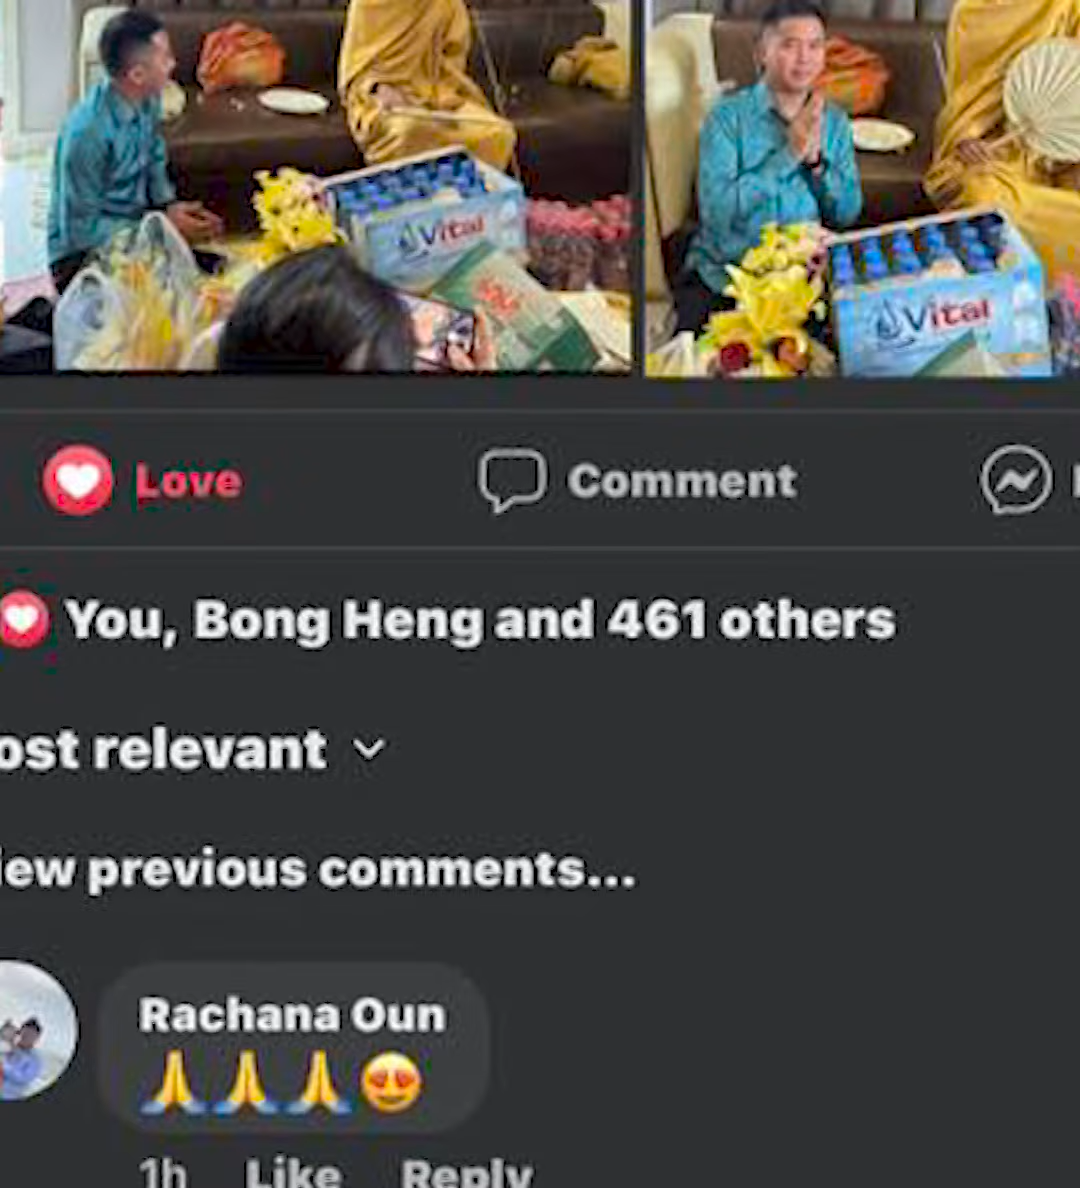 Vital
Vital
Love
Comment
You, Bong Heng and 461 others
ost relevant
iew previous comments...
Rachana Oun
🙏🙏🙏😍
1h Like Reply